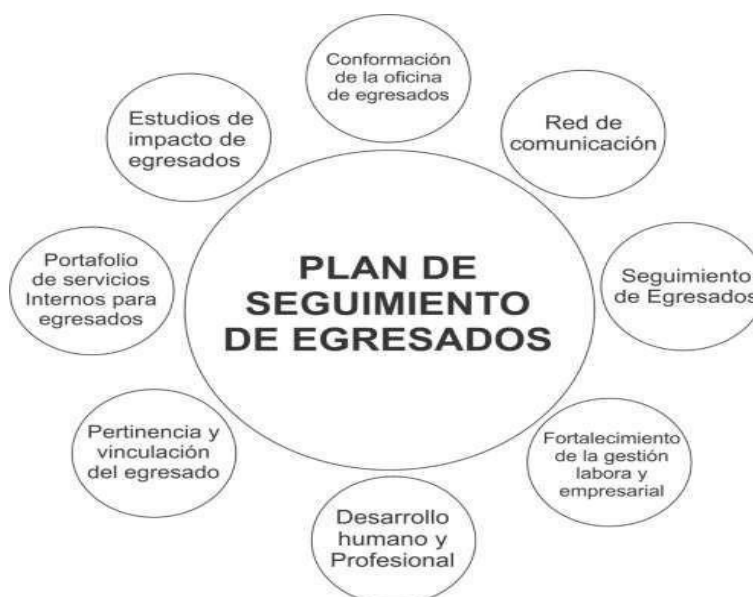 Conformación
de la oficina
de egresados
Red de
comunicación
Seguimiento
de Egresados
Fortalecimiento
de la gestión
labora y
empresarial
Desarrollo
humano y
Profesional
Pertinencia y
vinculación
del egresado
Portafolio
de servicios
Internos para
egresados
Estudios de
impacto de
egresados
PLAN DE
SEGUIMIENTO
DE EGRESADOS